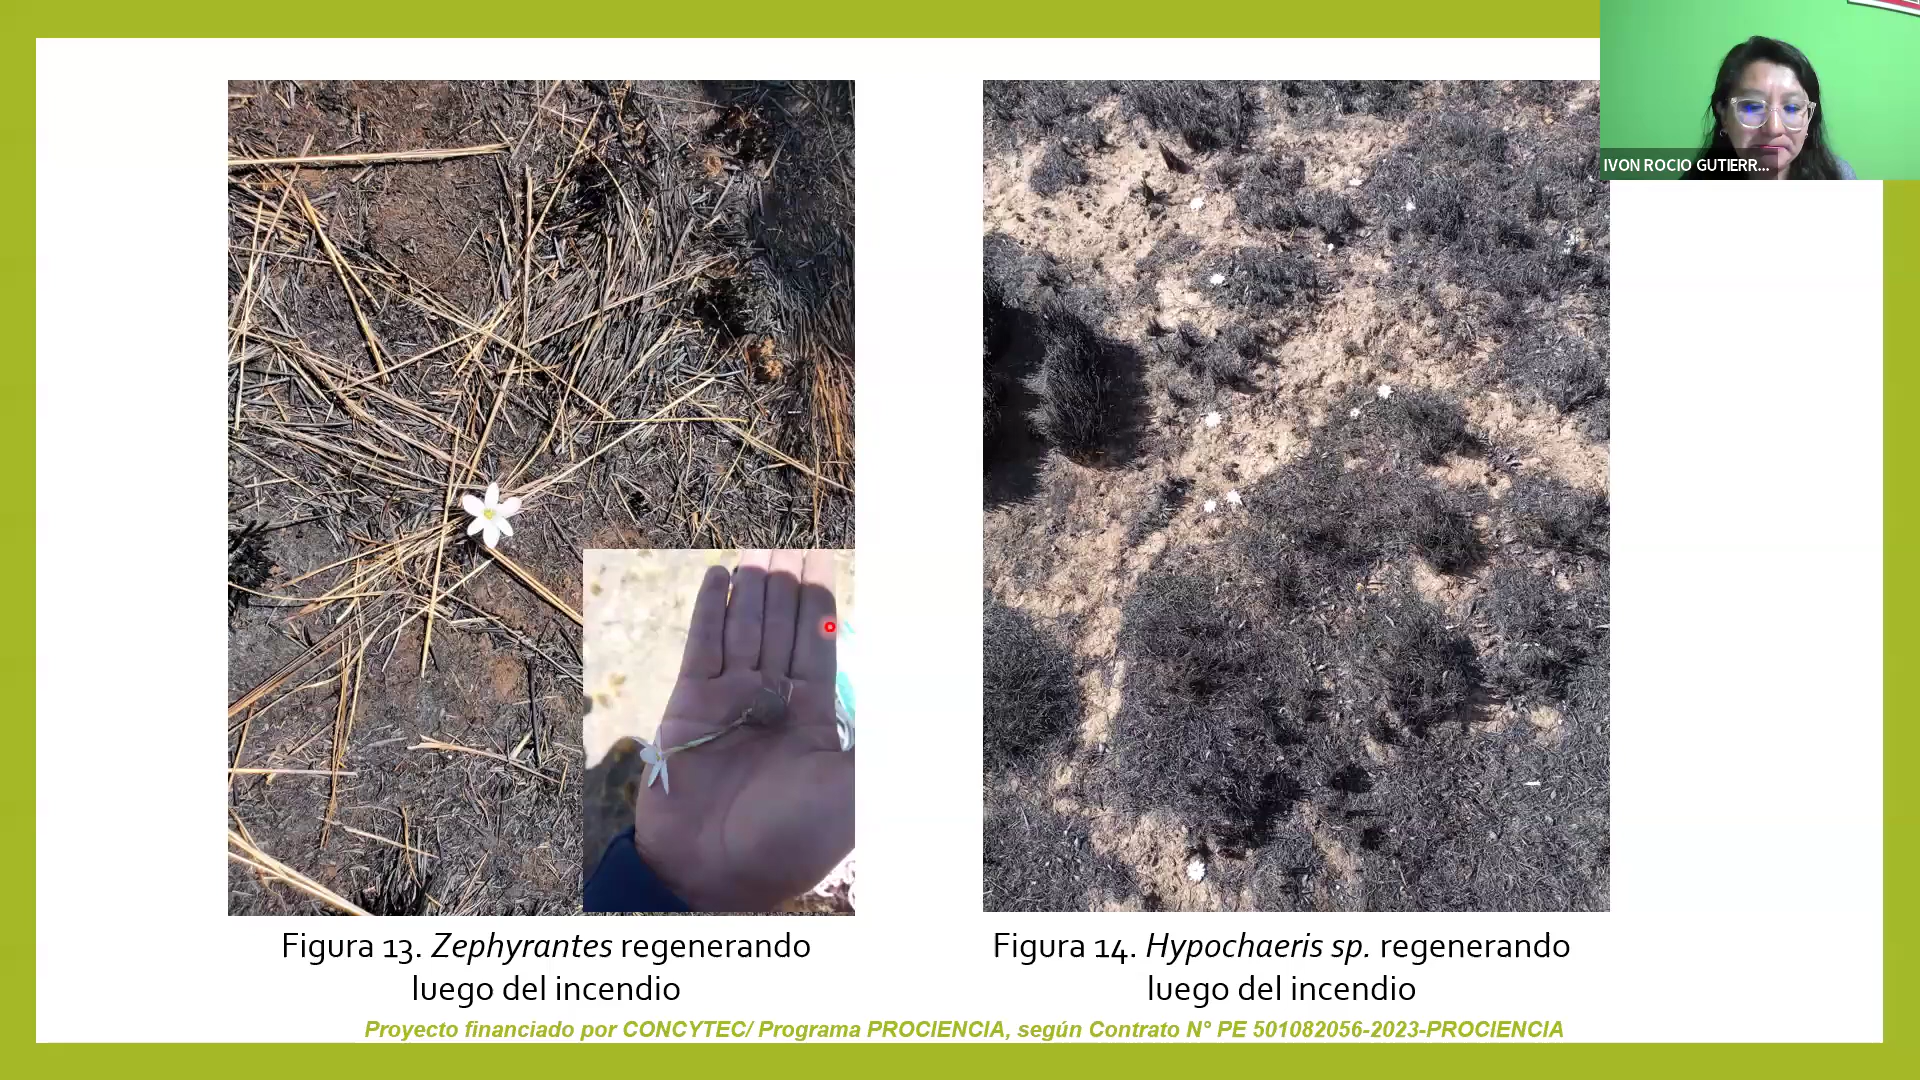 IVON ROCIO GUTIERR...
Figura 13. Zephyrantes regenerando
luego del incendio
Figura 14. Hypochaeris sp. regenerando
luego del incendio
Proyecto financiado por CONCYTEC/ Programa PROCIENCIA, según Contrato N° PE 501082056-2023-PROCIENCIA